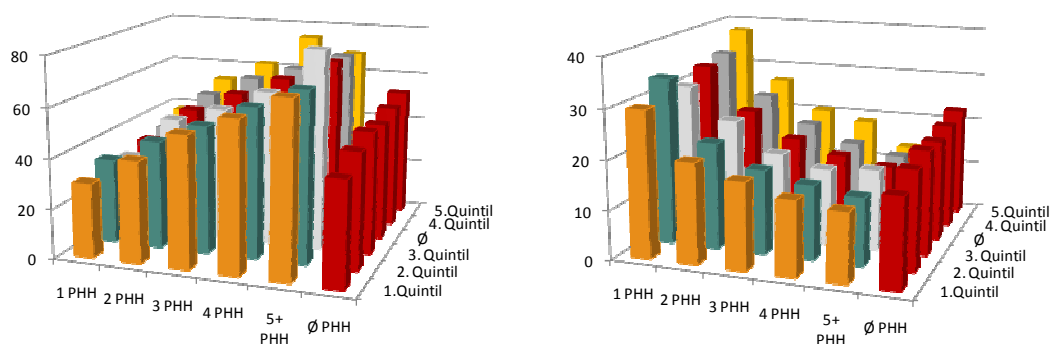 80
60
40
20
0
1 PHH
2 PHH
3 PHH
4 PHH
5+
PHH
Ø PHH
5.Quintil
4. Quintil
Ø
3. Quintil
2. Quintil
1.Quintil
40
30
20
10
0
1 PHH
2 PHH
3 PHH
4 PHH
5+
PHH
Ø PHH
5.Quintil
4. Quintil
Ø
3. Quintil
2. Quintil
1.Quintil